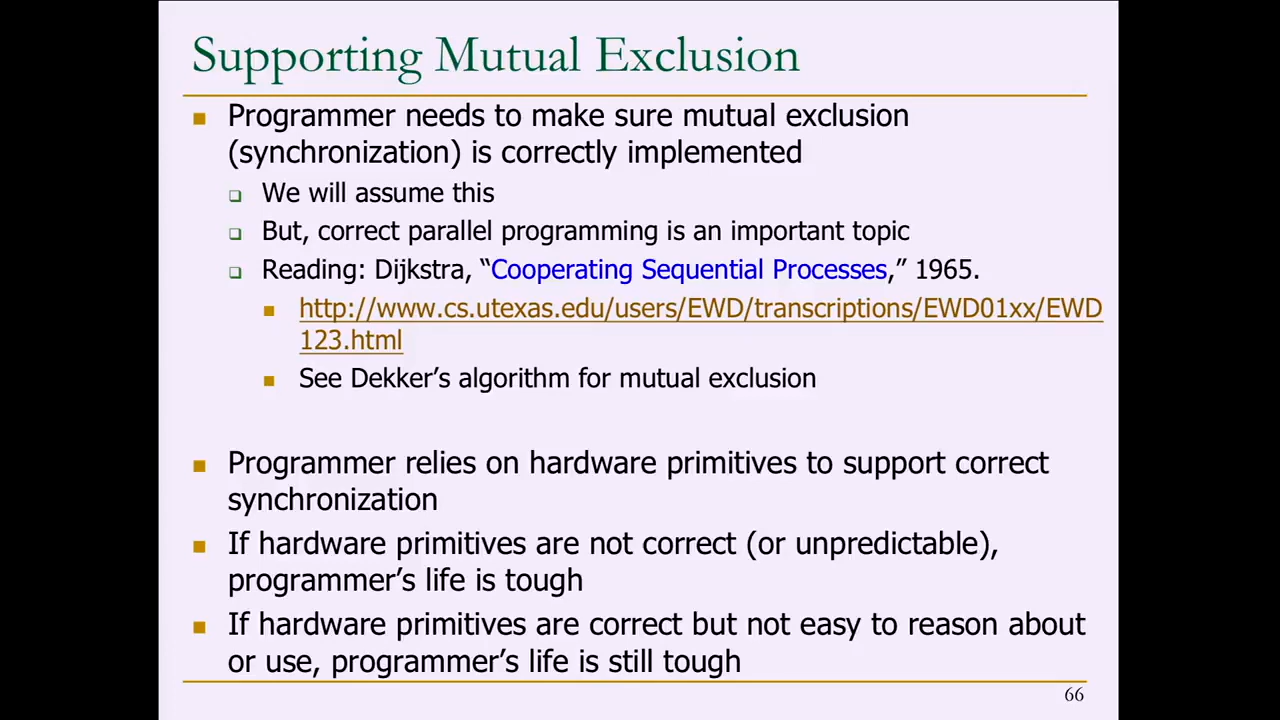 Supporting Mutual Exclusion
Programmer needs to make sure mutual exclusion
(synchronization) is correctly implemented
We will assume this
But, correct parallel programming is an important topic
Reading: Dijkstra, “Cooperating Sequential Processes,” 1965.
http://www.cs.utexas.edu/users/EWD/transcriptions/EWD01xx/EWD
123.html
See Dekker’s algorithm for mutual exclusion
Programmer relies on hardware primitives to support correct
synchronization
If hardware primitives are not correct (or unpredictable),
programmer’s life is tough
If hardware primitives are correct but not easy to reason about
or use, programmer’s life is still tough
66